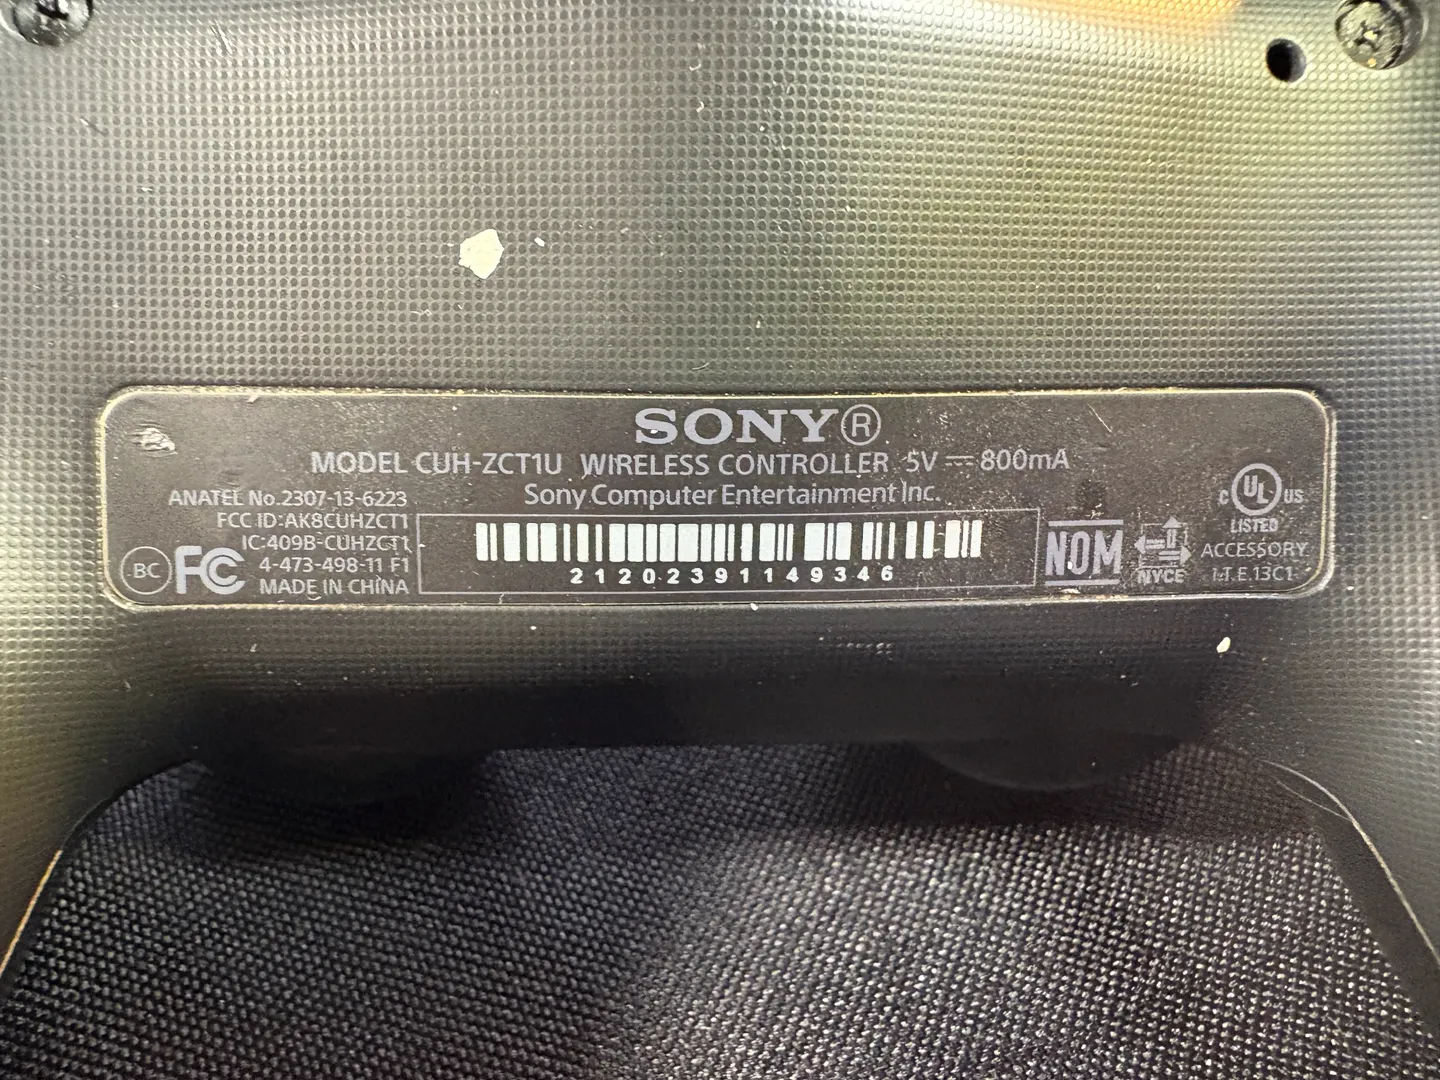 SONY®
MODEL CUH-ZCT1U WIRELESS CONTROLLER 5V ⎓ 800mA
Sony Computer Entertainment Inc.
ANATEL No.2307-13-6223
FCC ID:AK8CUHZCT1
IC:409B-CUHZCT1
4-473-498-11 F1
MADE IN CHINA
BC
FC
21202391149346
NOM
NYCE
C UL US
LISTED
ACCESSORY
I.T.E.13C1